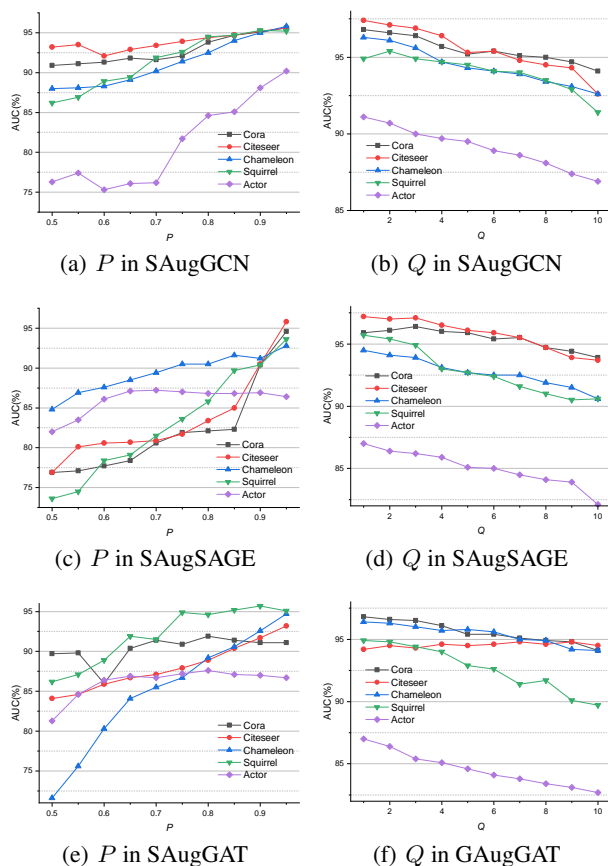 95
90
85
80
75
AUC(%)
0.5 0.6 0.7 0.8 0.9
P
Cora
Citeseer
Chameleon
Squirrel
Actor
(a) P in SAugGCN
95
90
85
AUC(%)
2 4 6 8 10
Q
Cora
Citeseer
Chameleon
Squirrel
Actor
(b) Q in SAugGCN
95
90
85
80
75
AUC(%)
0.5 0.6 0.7 0.8 0.9
P
Cora
Citeseer
Chameleon
Squirrel
Actor
(c) P in SAugSAGE
95
90
85
AUC(%)
2 4 6 8 10
Q
Cora
Citeseer
Chameleon
Squirrel
Actor
(d) Q in SAugSAGE
95
90
85
80
75
AUC(%)
0.5 0.6 0.7 0.8 0.9
P
Cora
Citeseer
Chameleon
Squirrel
Actor
(e) P in SAugGAT
95
90
85
AUC(%)
2 4 6 8 10
Q
Cora
Citeseer
Chameleon
Squirrel
Actor
(f) Q in GAugGAT